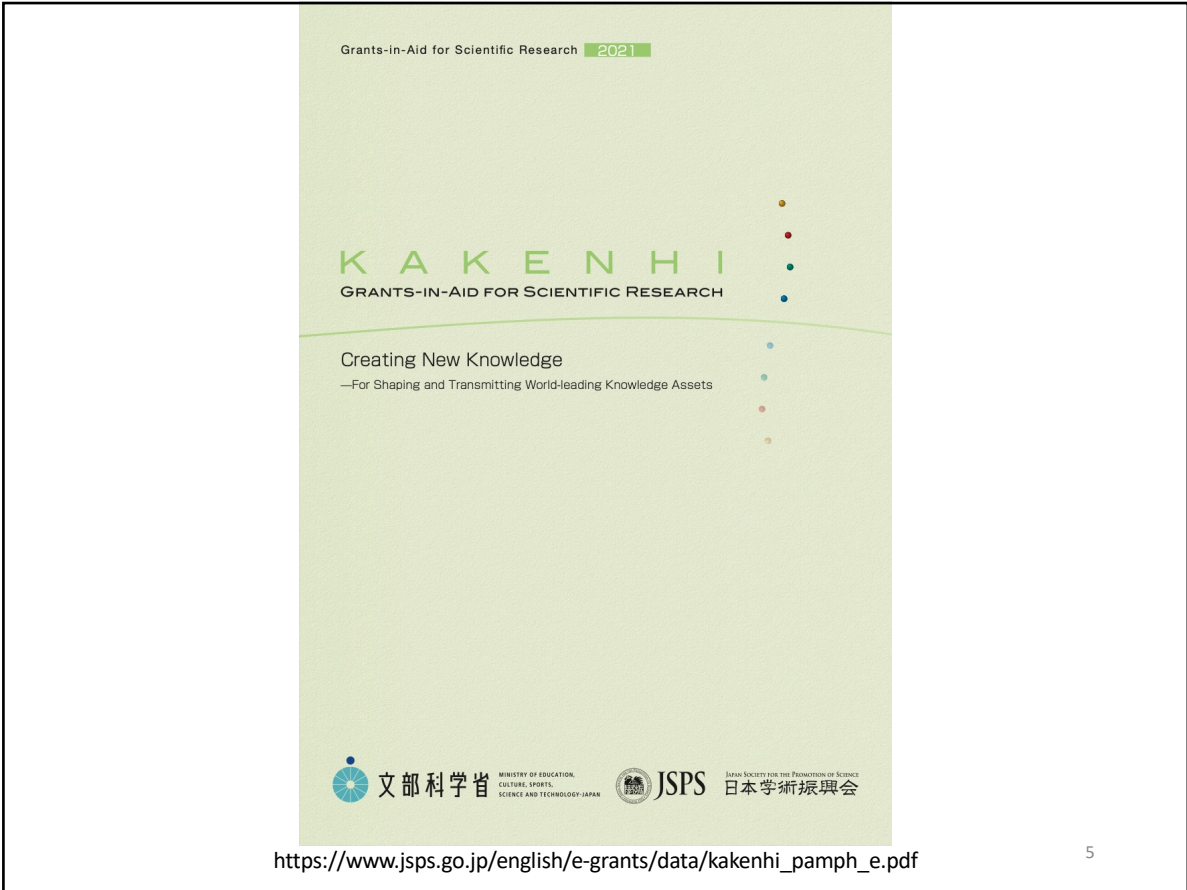 Grants-in-Aid for Scientific Research 2021
KAKENHI
GRANTS-IN-AID FOR SCIENTIFIC RESEARCH
Creating New Knowledge
—For Shaping and Transmitting World-leading Knowledge Assets
文部科学省
MINISTRY OF EDUCATION,
CULTURE, SPORTS,
SCIENCE AND TECHNOLOGY-JAPAN
JSPS
JAPAN SOCIETY FOR THE PROMOTION OF SCIENCE
日本学術振興会
https://www.jsps.go.jp/english/e-grants/data/kakenhi_pamph_e.pdf
5